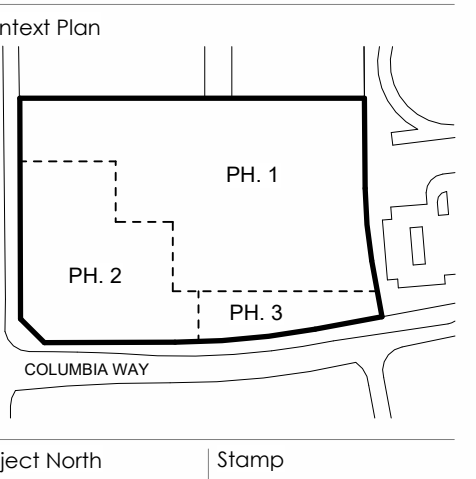 ntext Plan
PH. 1
PH. 2
PH. 3
COLUMBIA WAY
ject North
Stamp